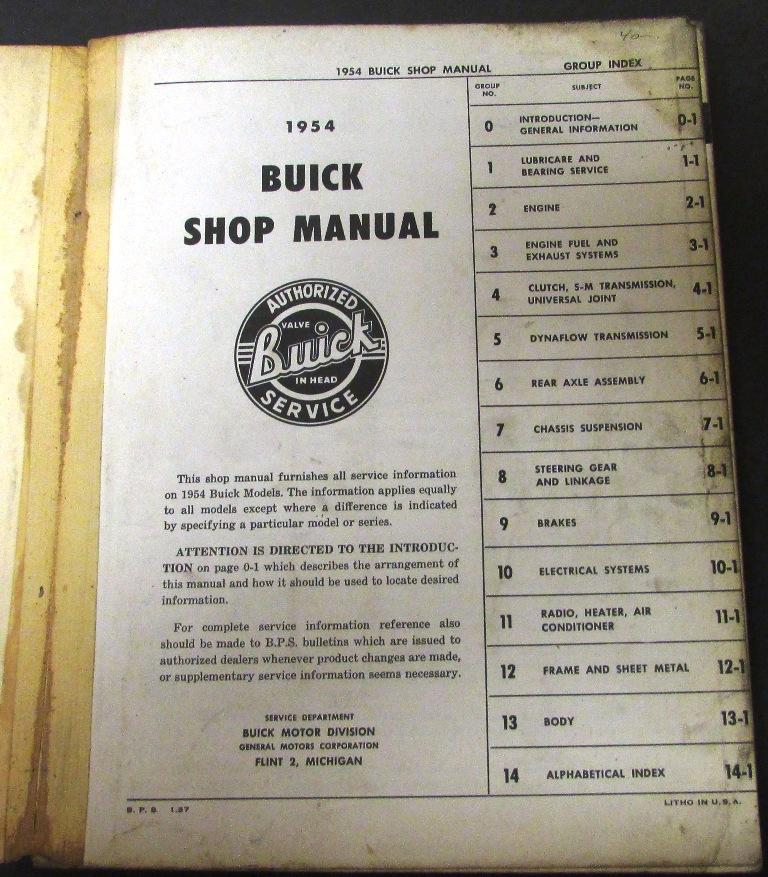 40—
1954 BUICK SHOP MANUAL
GROUP INDEX
1954
BUICK
SHOP MANUAL
AUTHORIZED
VALVE
Buick
IN HEAD
SERVICE
This shop manual furnishes all service information
on 1954 Buick Models. The information applies equally
to all models except where a difference is indicated
by specifying a particular model or series.
ATTENTION IS DIRECTED TO THE INTRODUC-
TION on page 0-1 which describes the arrangement of
this manual and how it should be used to locate desired
information.
For complete service information reference also
should be made to B.P.S. bulletins which are issued to
authorized dealers whenever product changes are made,
or supplementary service information seems necessary.
SERVICE DEPARTMENT
BUICK MOTOR DIVISION
GENERAL MOTORS CORPORATION
FLINT 2, MICHIGAN
B. P. S. 1.57
GROUP NO. SUBJECT PAGE NO.
0 INTRODUCTION—
GENERAL INFORMATION 0-1
1 LUBRICARE AND
BEARING SERVICE 1-1
2 ENGINE 2-1
3 ENGINE FUEL AND
EXHAUST SYSTEMS 3-1
4 CLUTCH, S-M TRANSMISSION,
UNIVERSAL JOINT 4-1
5 DYNAFLOW TRANSMISSION 5-1
6 REAR AXLE ASSEMBLY 6-1
7 CHASSIS SUSPENSION 7-1
8 STEERING GEAR
AND LINKAGE 8-1
9 BRAKES 9-1
10 ELECTRICAL SYSTEMS 10-1
11 RADIO, HEATER, AIR
CONDITIONER 11-1
12 FRAME AND SHEET METAL 12-1
13 BODY 13-1
14 ALPHABETICAL INDEX 14-1
LITHO IN U.S.A.